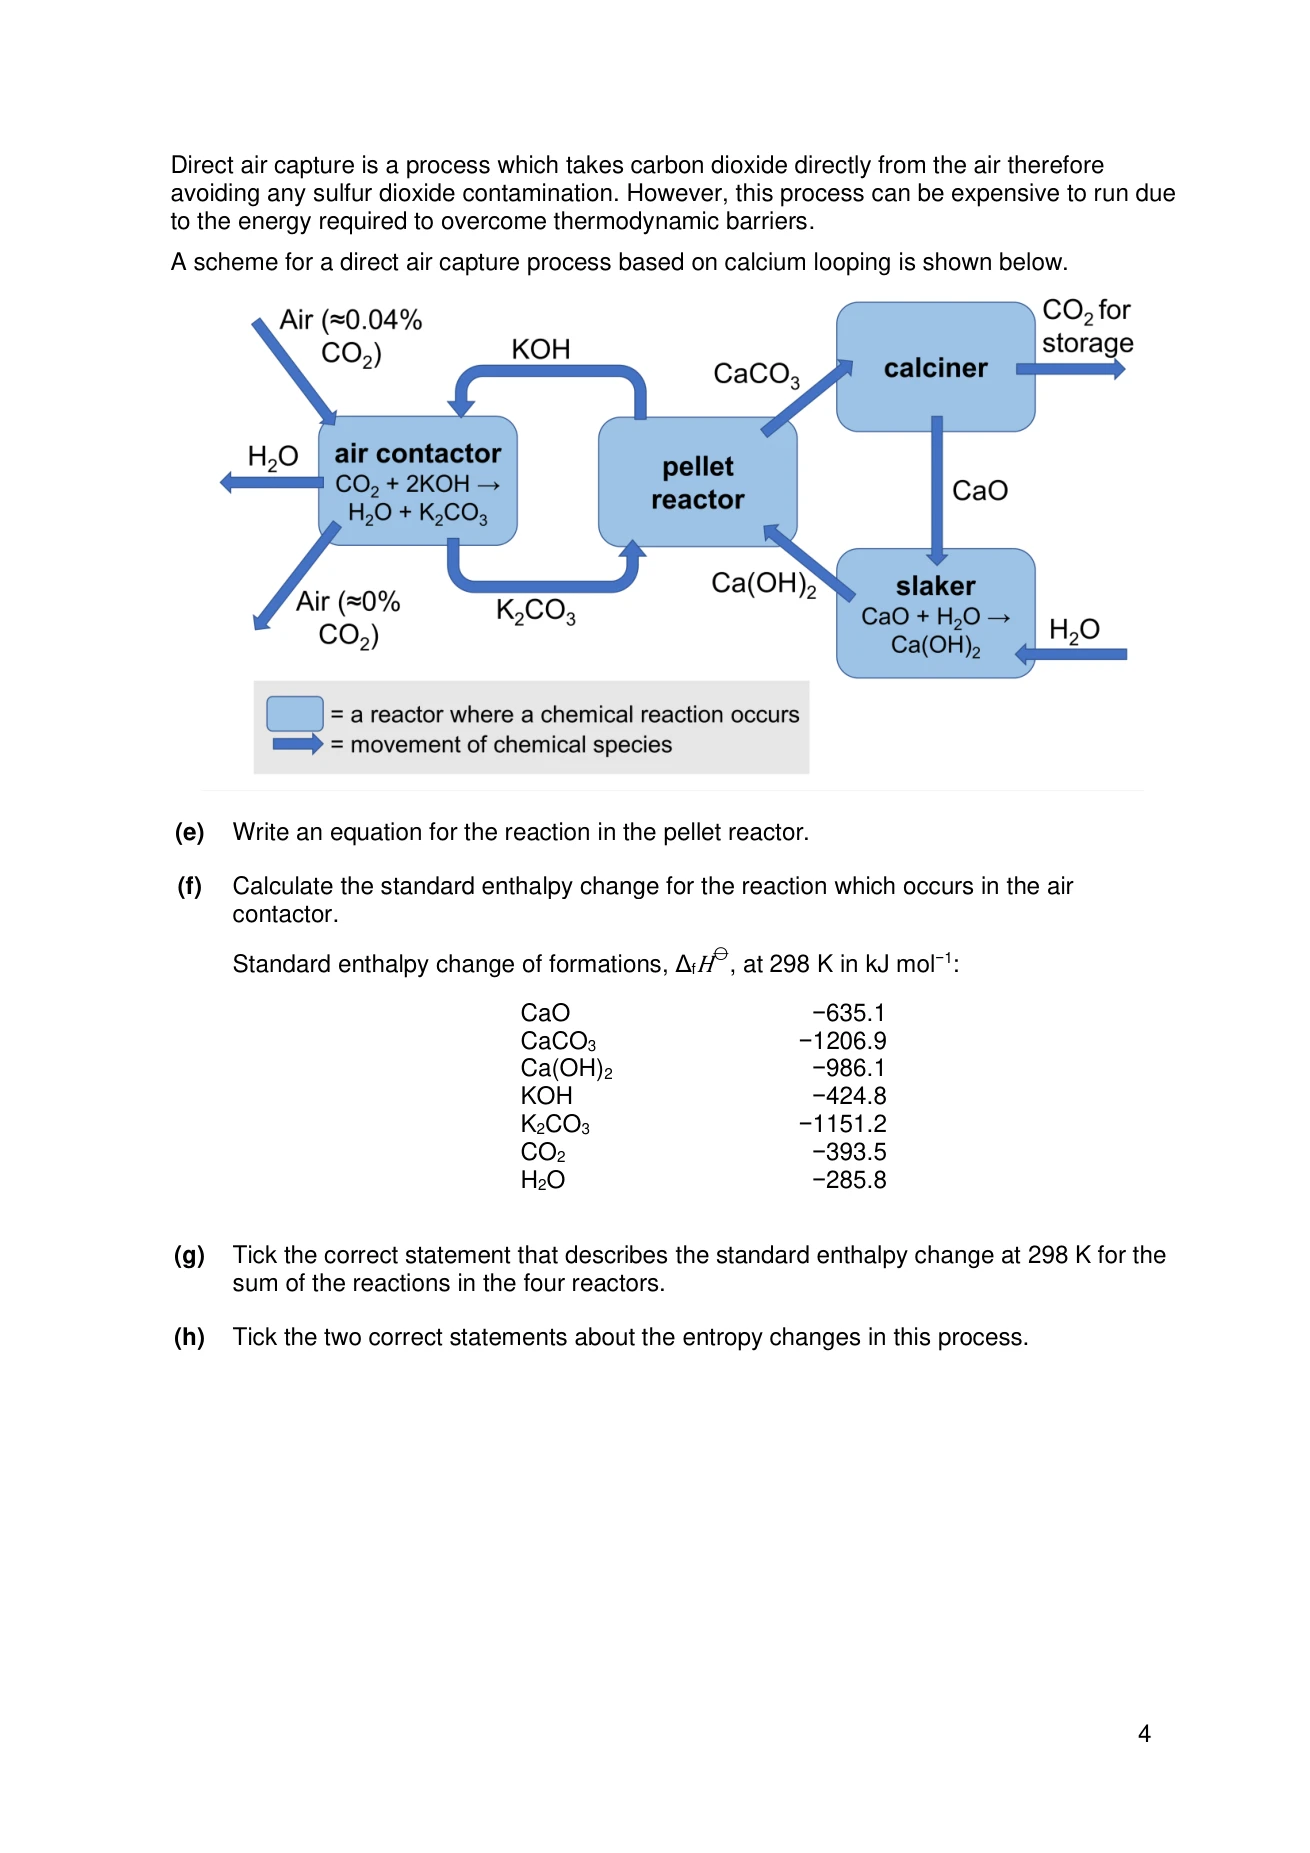 Direct air capture is a process which takes carbon dioxide directly from the air therefore
avoiding any sulfur dioxide contamination. However, this process can be expensive to run due
to the energy required to overcome thermodynamic barriers.
A scheme for a direct air capture process based on calcium looping is shown below.
Air (≈0.04%
CO₂)
KOH
CaCO₃
calciner
CO₂ for
storage
H₂O
air contactor
CO₂ + 2KOH →
H₂O + K₂CO₃
pellet
reactor
CaO
Air (≈0%
CO₂)
K₂CO₃
Ca(OH)₂
slaker
CaO + H₂O →
Ca(OH)₂
H₂O
= a reactor where a chemical reaction occurs
= movement of chemical species
(e) Write an equation for the reaction in the pellet reactor.
(f) Calculate the standard enthalpy change for the reaction which occurs in the air
contactor.
Standard enthalpy change of formations, ΔfH⦵, at 298 K in kJ mol⁻¹:
CaO −635.1
CaCO₃ −1206.9
Ca(OH)₂ −986.1
KOH −424.8
K₂CO₃ −1151.2
CO₂ −393.5
H₂O −285.8
(g) Tick the correct statement that describes the standard enthalpy change at 298 K for the
sum of the reactions in the four reactors.
(h) Tick the two correct statements about the entropy changes in this process.
4